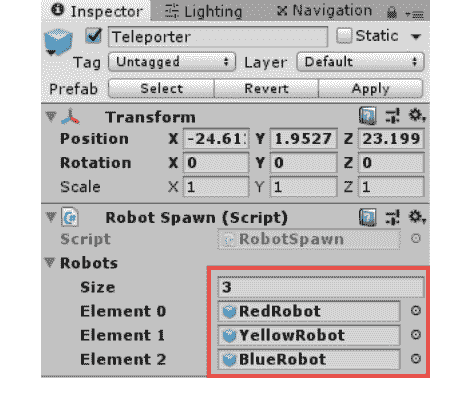 Inspector Lighting Navigation
Teleporter Static
Tag Untagged Layer Default
Prefab Select Revert Apply
Transform
Position X -24.61 Y 1.9527 Z 23.199
Rotation X 0 Y 0 Z 0
Scale X 1 Y 1 Z 1
Robot Spawn (Script)
Script RobotSpawn
Robots
Size 3
Element 0 RedRobot
Element 1 YellowRobot
Element 2 BlueRobot